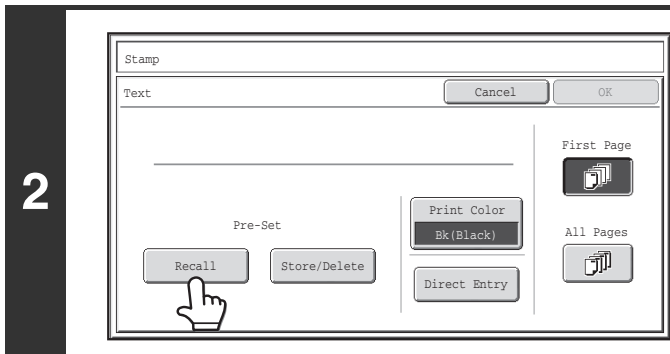 2
Stamp
Text
Cancel
OK
First Page
Print Color
Bk(Black)
Pre-Set
All Pages
Recall
Store/Delete
Direct Entry